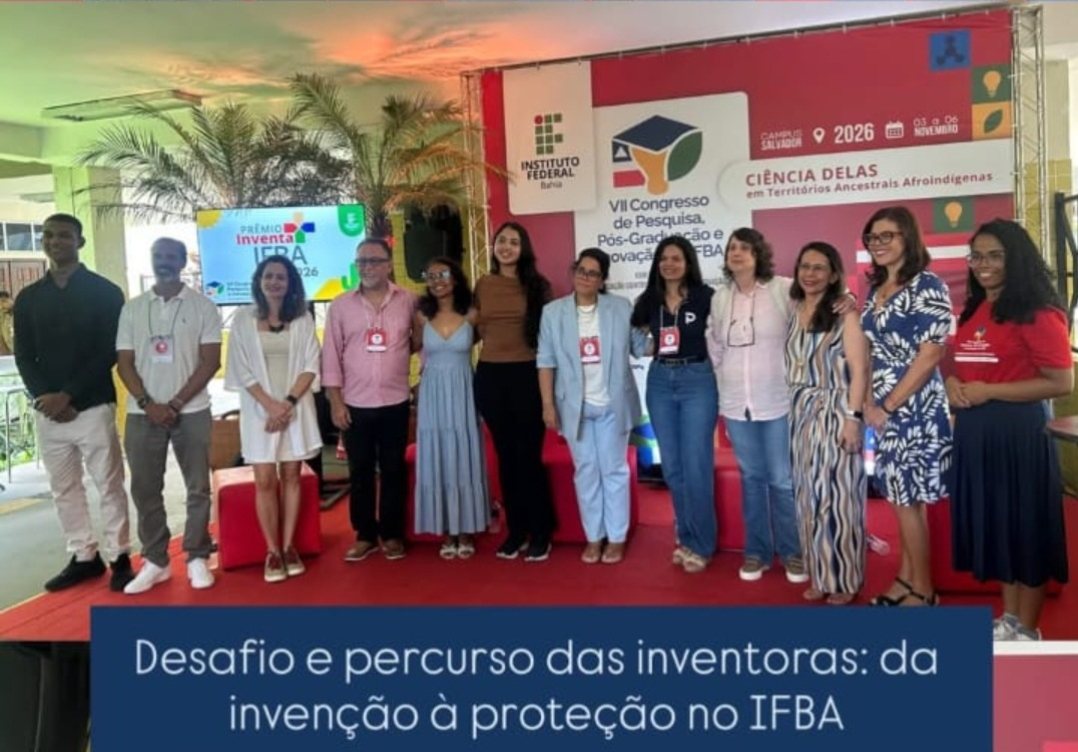 PRÊMIO
Inventa
IFBA
2026
INSTITUTO
FEDERAL
Bahia
VII Congresso
de Pesquisa,
Pós-Graduação e
CAMPUS
SALVADOR
2026
03 a 06
NOVEMBRO
CIÊNCIA DELAS
em Territórios Ancestrais Afroindígenas
Desafio e percurso das inventoras: da
invenção à proteção no IFBA